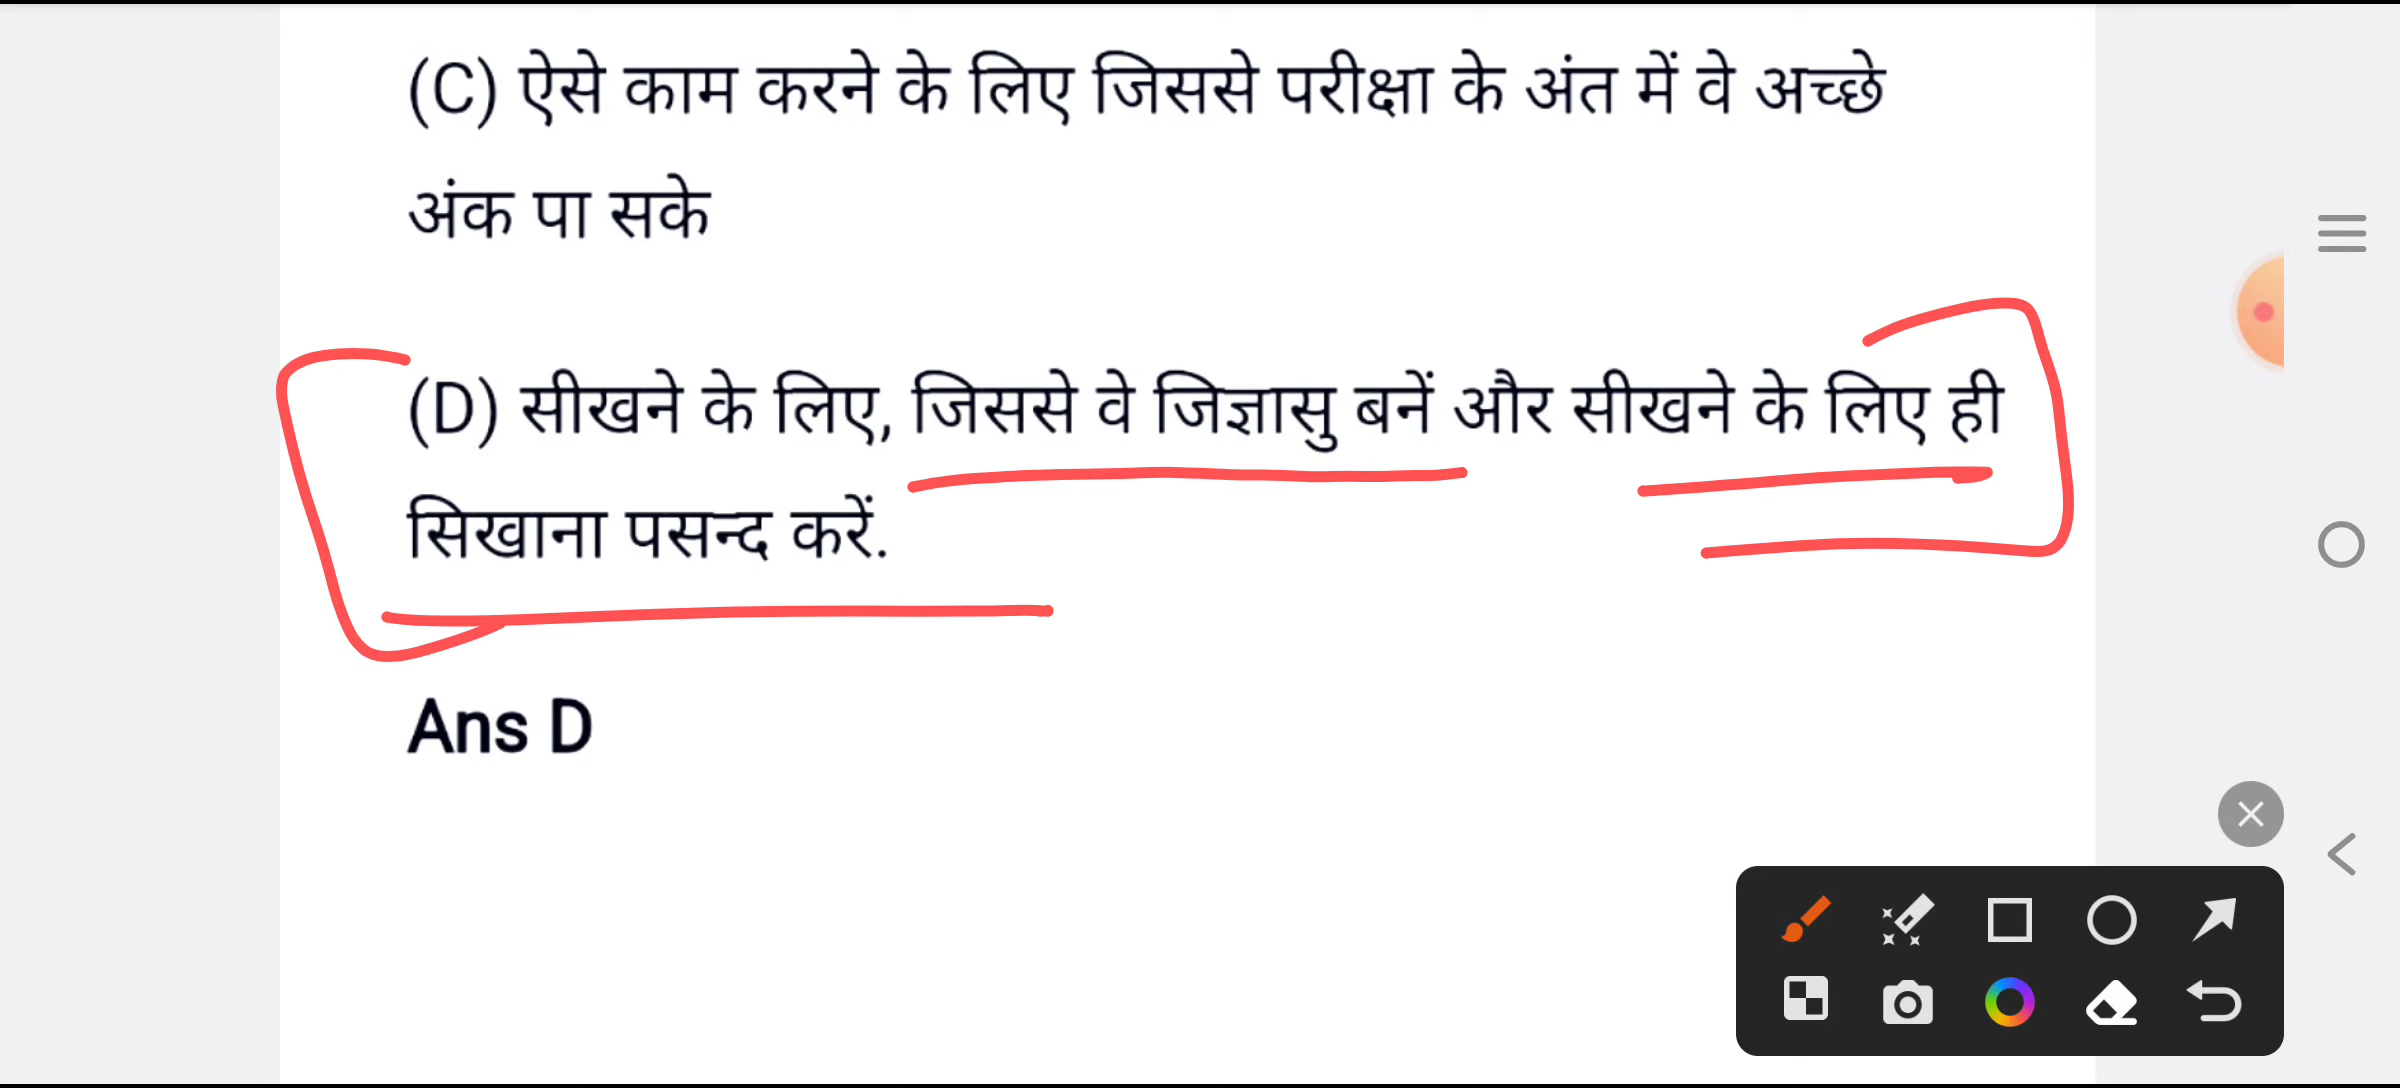 (C) ऐसे काम करने के लिए जिससे परीक्षा के अंत में वे अच्छे
अंक पा सके
(D) सीखने के लिए, जिससे वे जिज्ञासु बनें और सीखने के लिए ही
सिखाना पसन्द करें.
Ans D